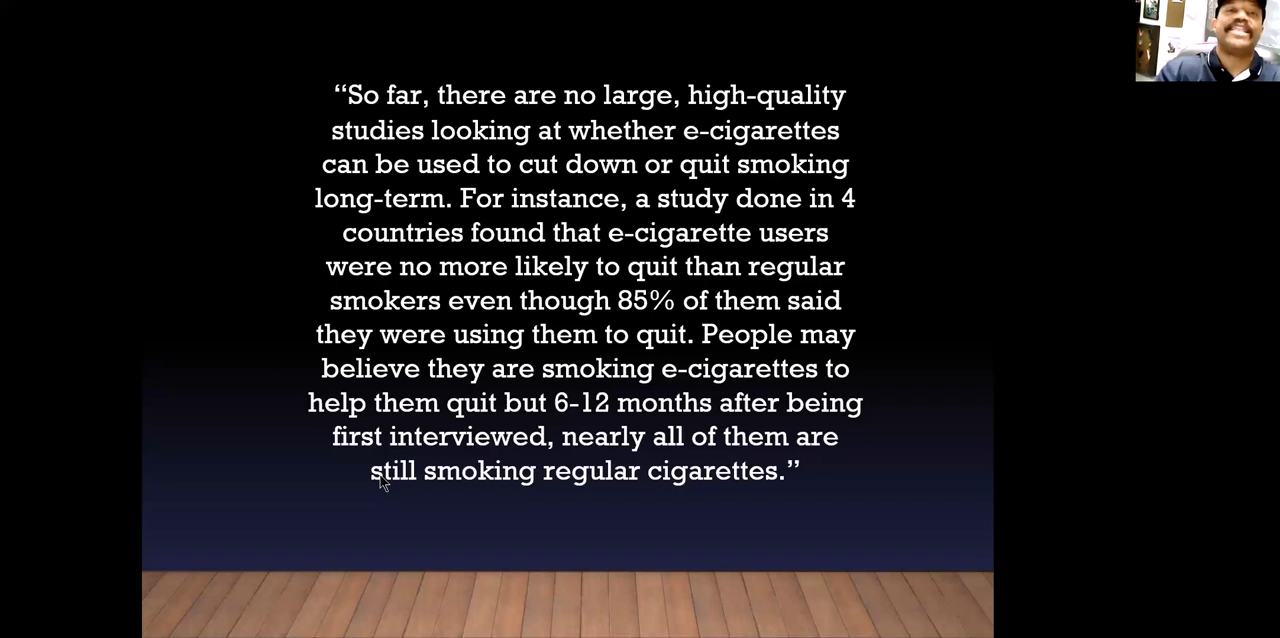 “So far, there are no large, high-quality
studies looking at whether e-cigarettes
can be used to cut down or quit smoking
long-term. For instance, a study done in 4
countries found that e-cigarette users
were no more likely to quit than regular
smokers even though 85% of them said
they were using them to quit. People may
believe they are smoking e-cigarettes to
help them quit but 6-12 months after being
first interviewed, nearly all of them are
still smoking regular cigarettes.”